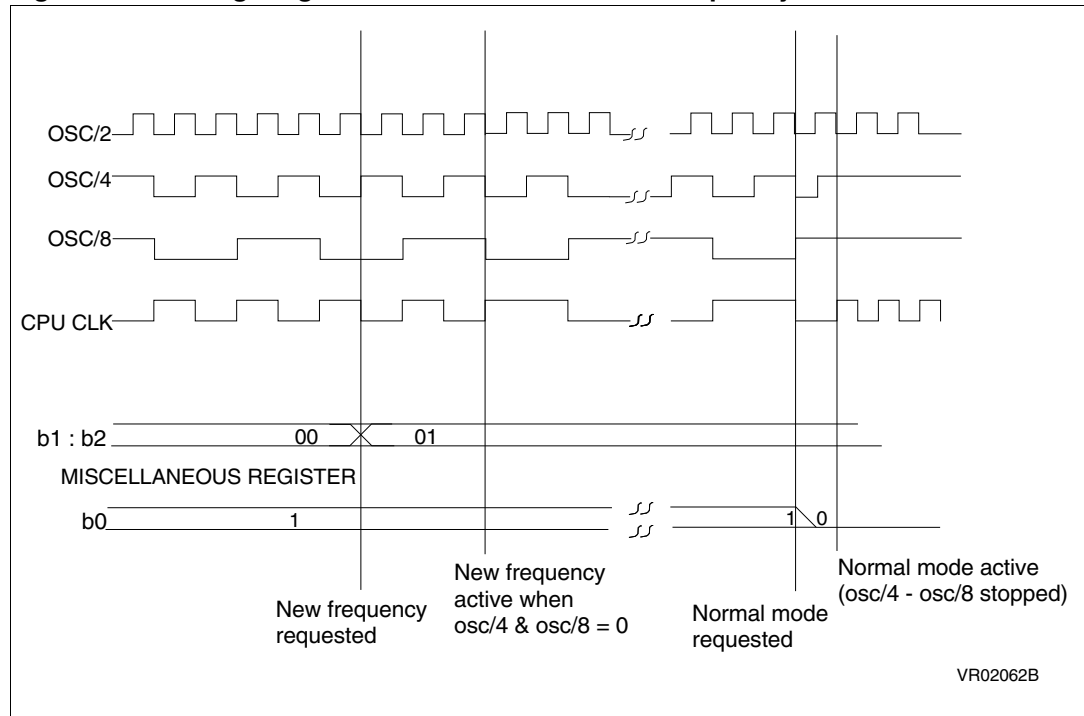 OSC/2
OSC/4
OSC/8
CPU CLK
b1 : b2
00
01
MISCELLANEOUS REGISTER
b0
1
1
0
New frequency
requested
New frequency
active when
osc/4 & osc/8 = 0
Normal mode
requested
Normal mode active
(osc/4 - osc/8 stopped)
VR02062B